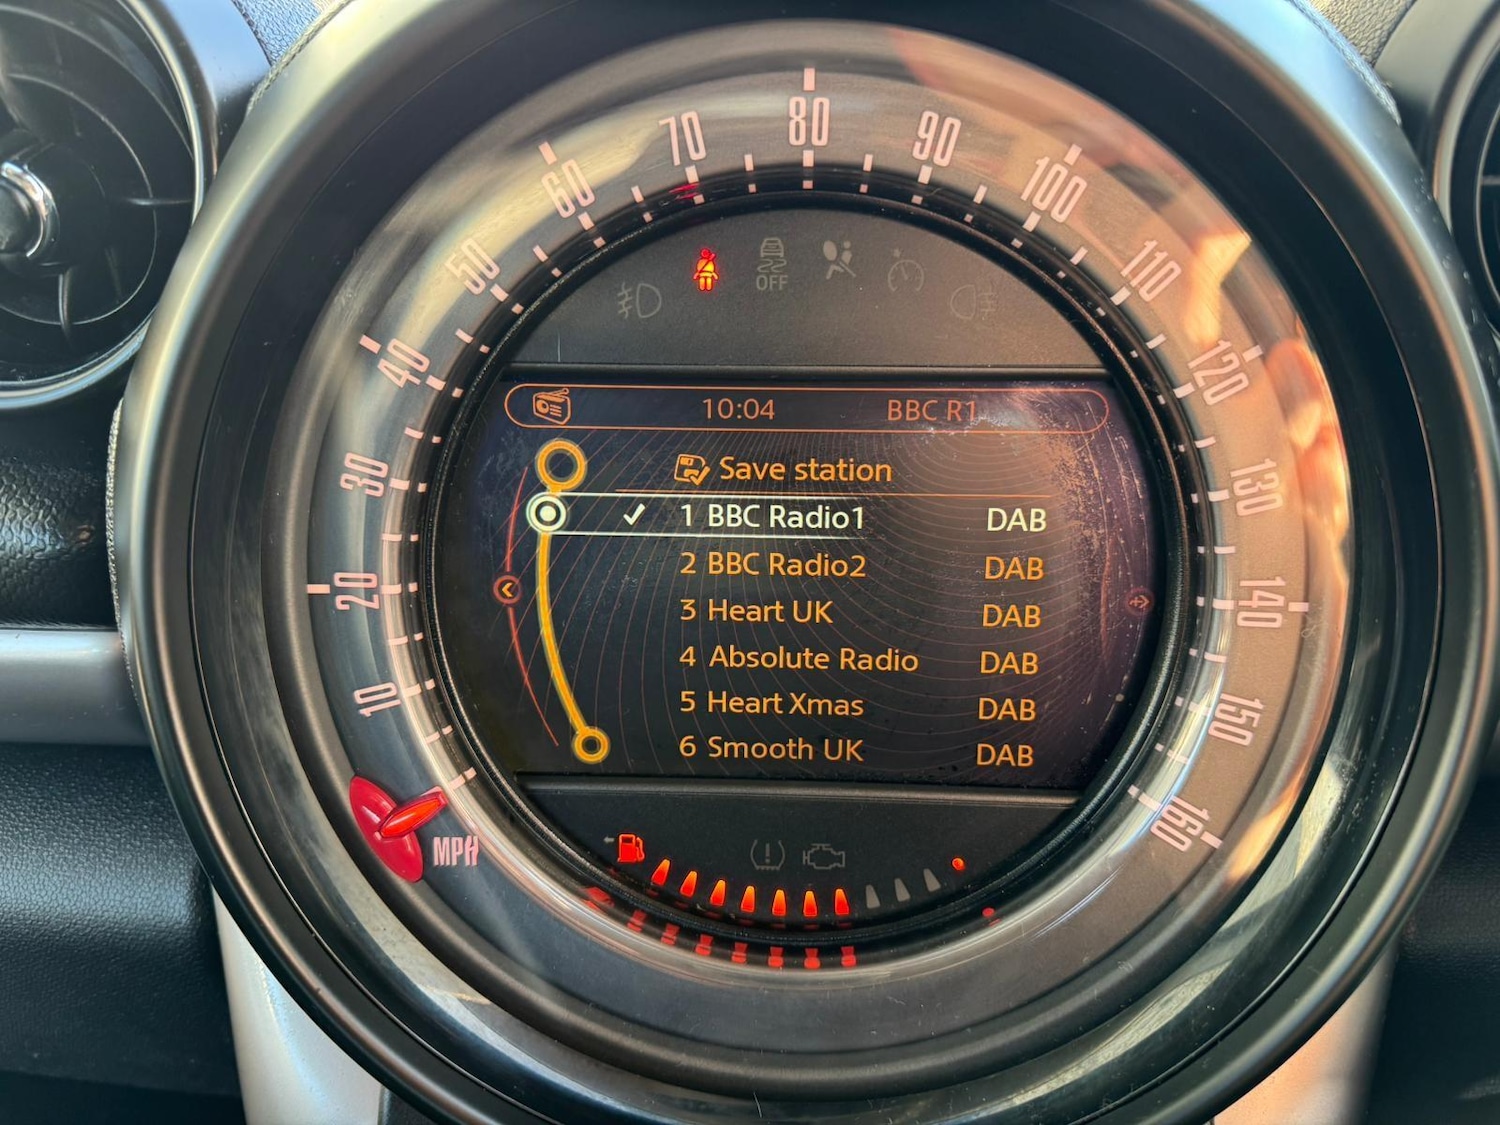 10 20 30 40 50 60 70 80 90 100 110 120 130 140 150 160
MPH
OFF
10:04 BBC R1
Save station
1 BBC Radio1 DAB
2 BBC Radio2 DAB
3 Heart UK DAB
4 Absolute Radio DAB
5 Heart Xmas DAB
6 Smooth UK DAB